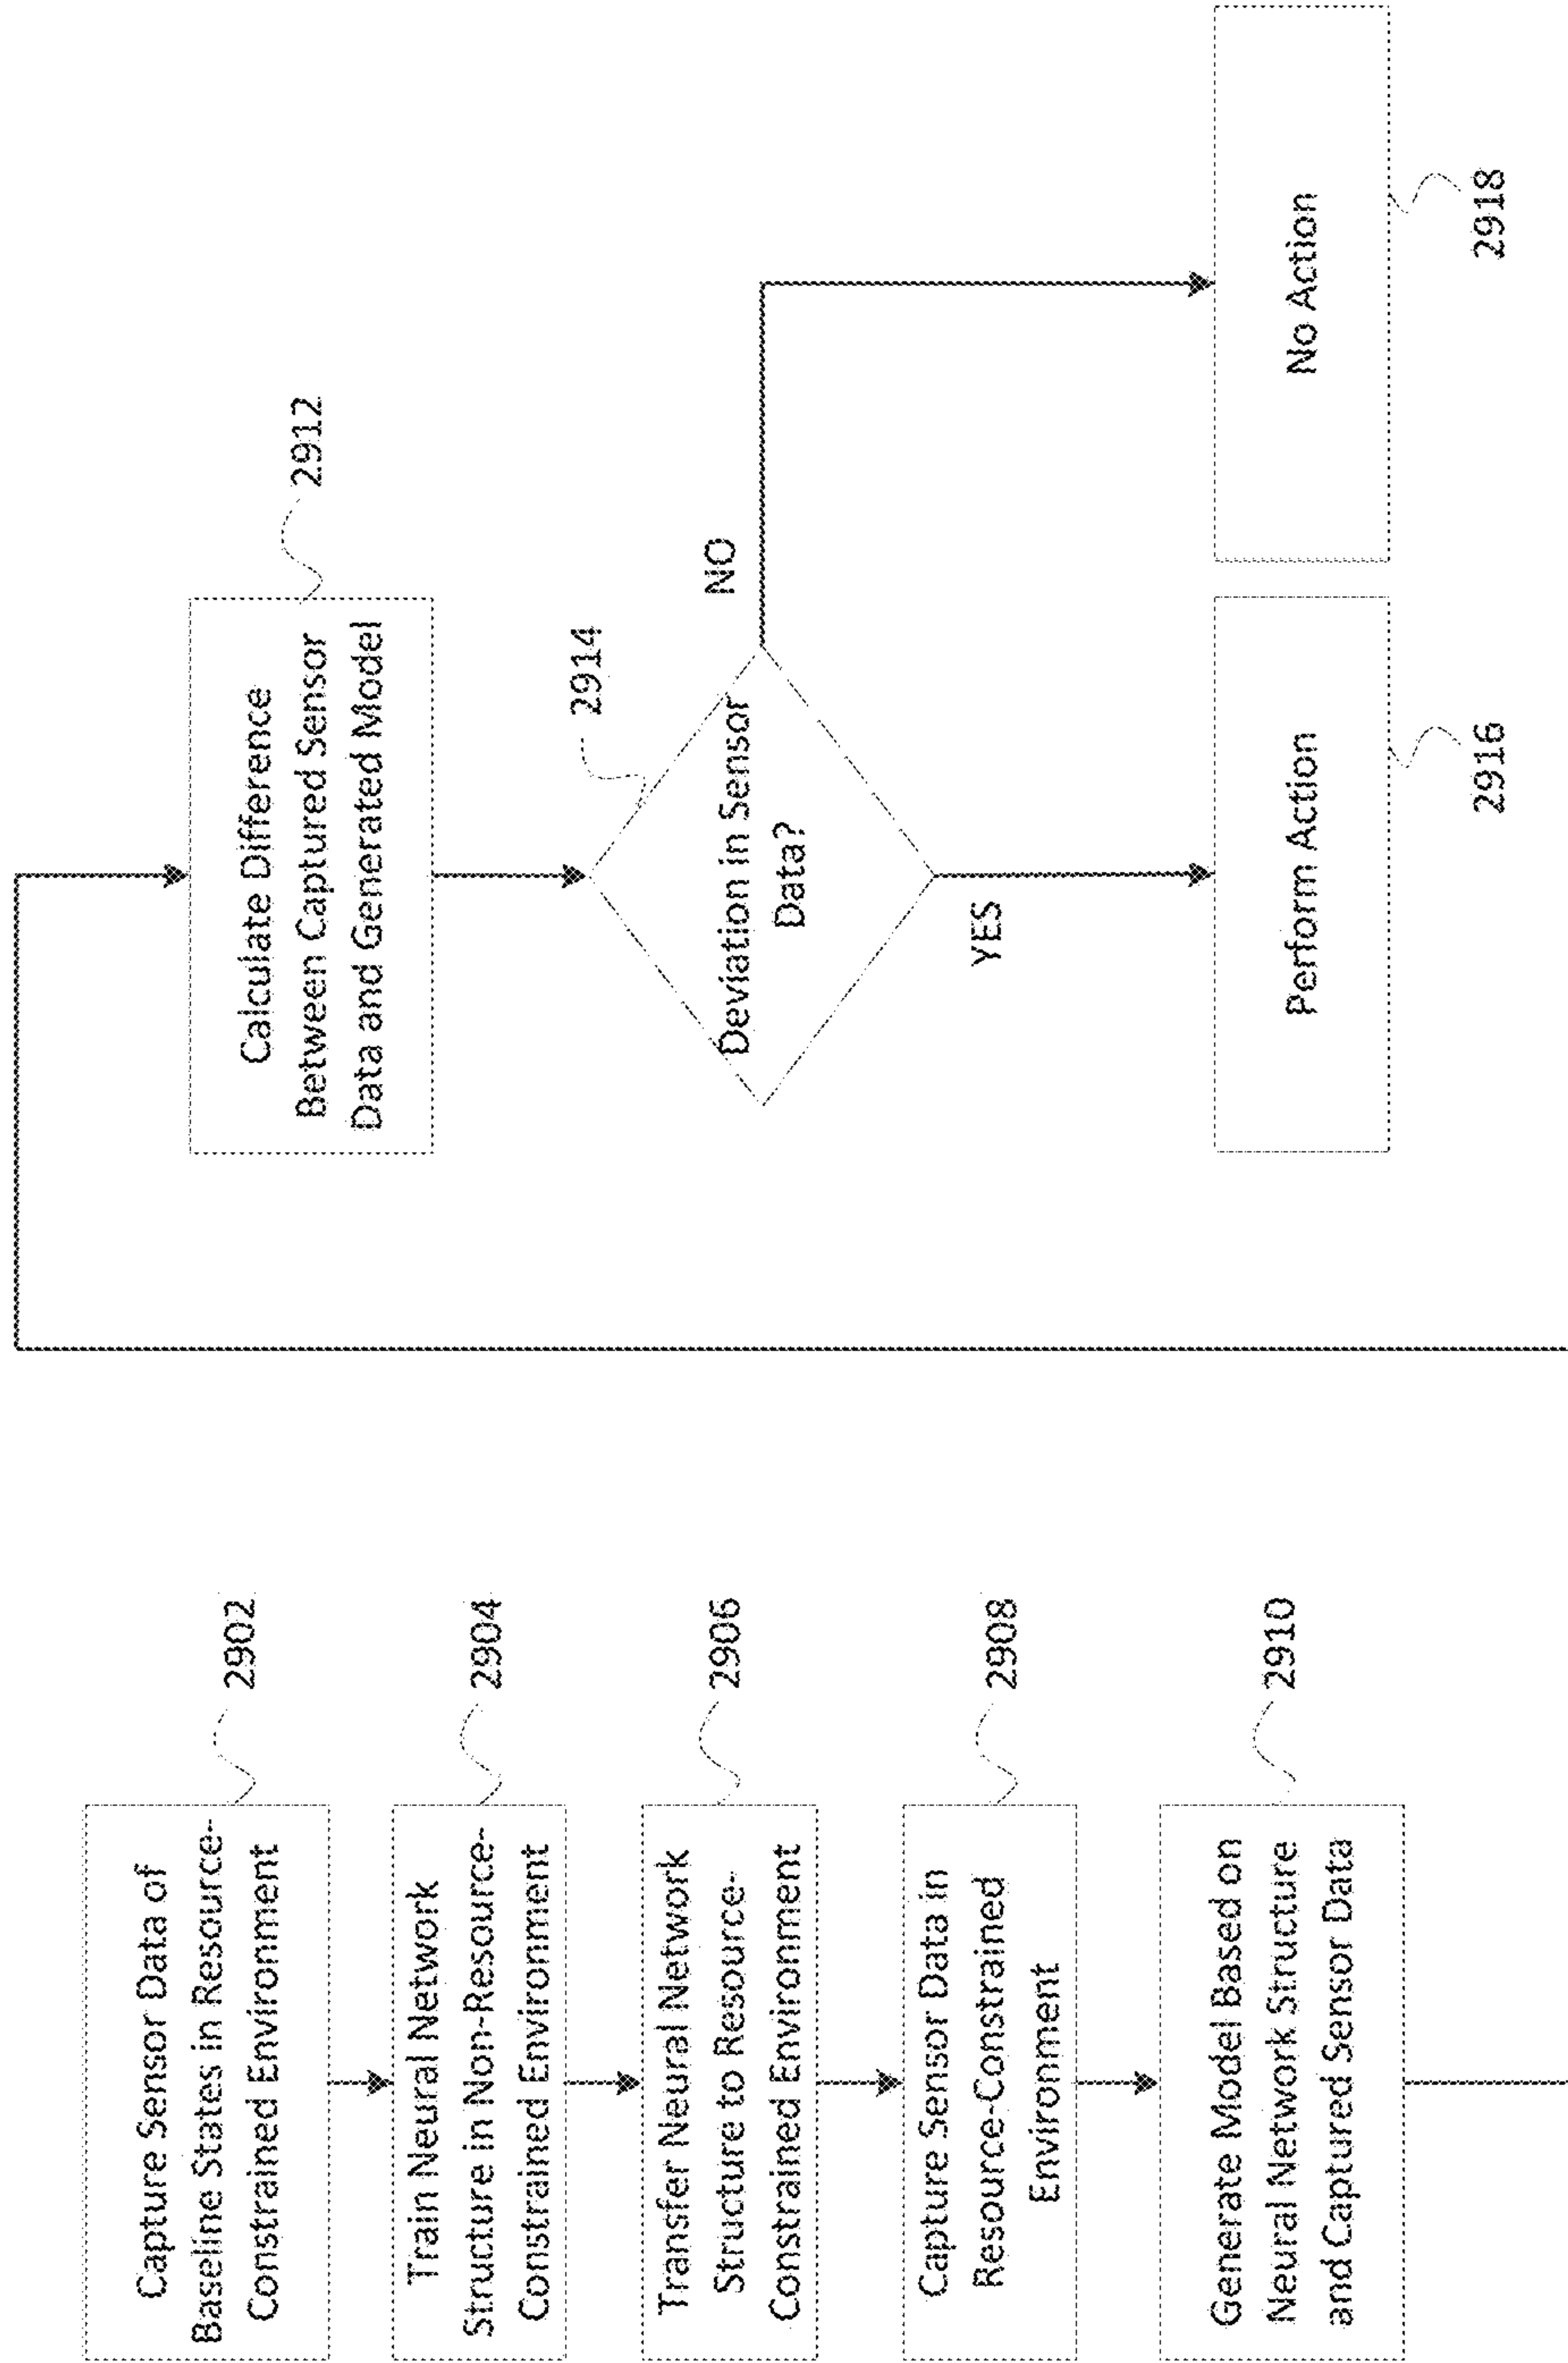 Capture Sensor Data of
Baseline States in Resource-
Constrained Environment
2902
Train Neural Network
Structure in Non-Resource-
Constrained Environment
2904
Transfer Neural Network
Structure to Resource-
Constrained Environment
2906
Capture Sensor Data in
Resource-Constrained
Environment
2908
Generate Model Based on
Neural Network Structure
and Captured Sensor Data
2910
Calculate Difference
Between Captured Sensor
Data and Generated Model
2912
Deviation in Sensor
Data?
2914
NO
YES
Perform Action
2916
No Action
2918